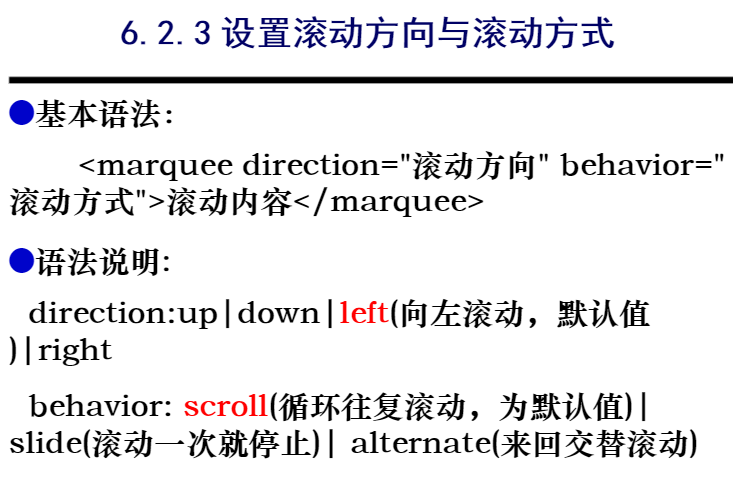 6.2.3设置滚动方向与滚动方式
●基本语法:
<marquee direction="滚动方向" behavior="
滚动方式">滚动内容</marquee>
●语法说明:
direction:up|down|left(向左滚动，默认值
)|right
behavior: scroll(循环往复滚动，为默认值)|
slide(滚动一次就停止)| alternate(来回交替滚动)